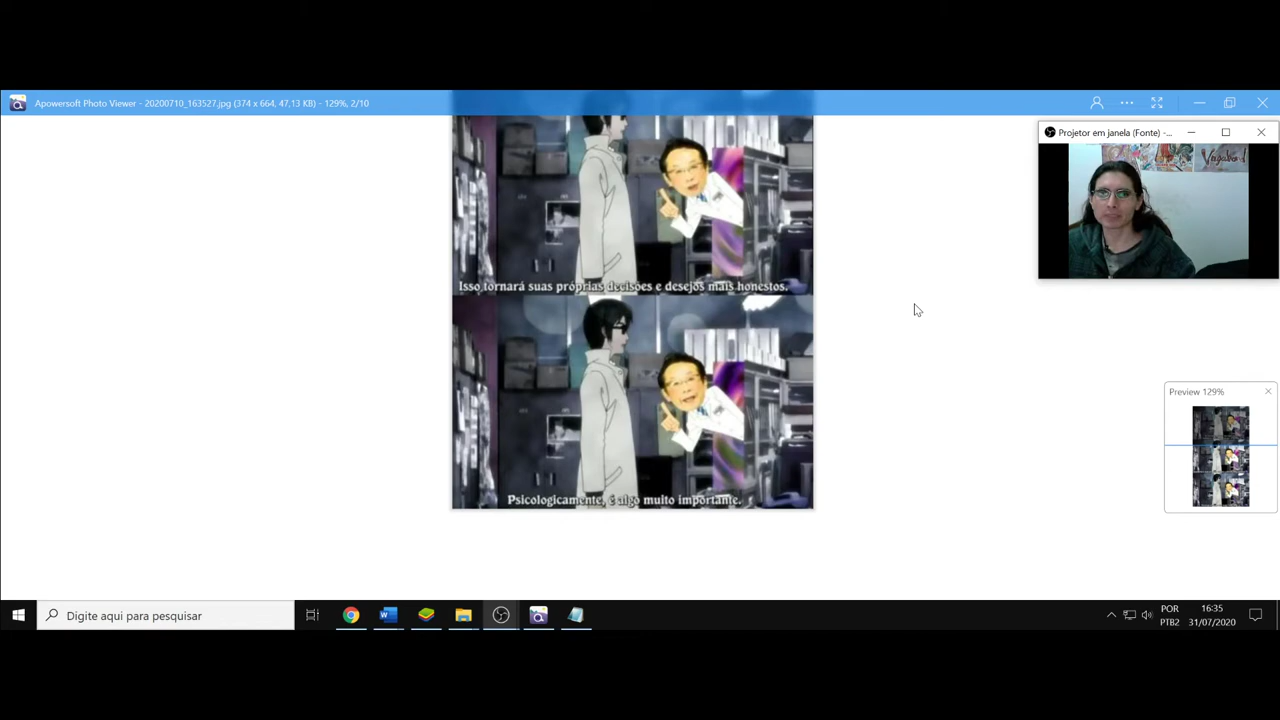 Apowersoft Photo Viewer - 20200710_163527.jpg (374 x 664, 47,13 KB) - 129%, 2/10
Projetor em janela (Fonte) -...
Isso tornará suas próprias decisões e desejos mais honestos.
Psicologicamente, é algo muito importante.
Preview 129%
Digite aqui para pesquisar
POR
PTB2
16:35
31/07/2020